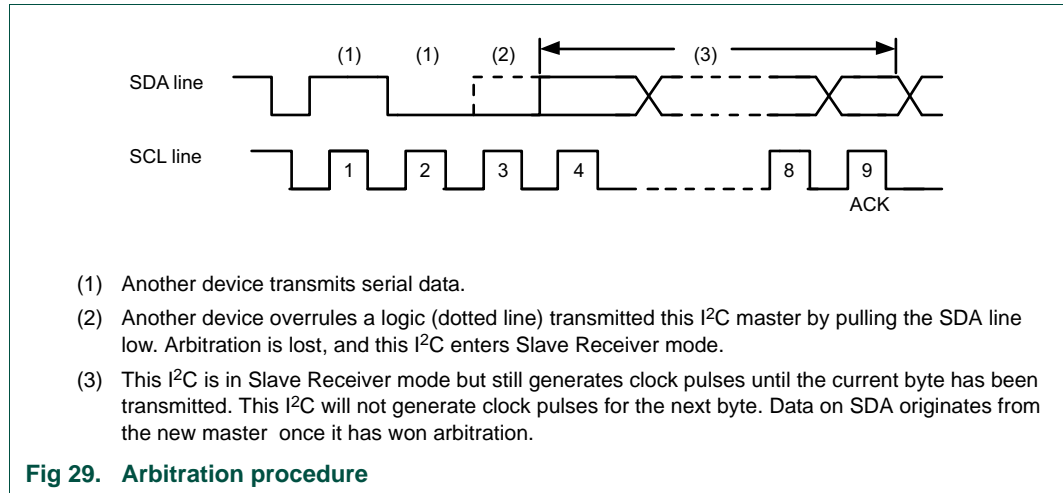 (1) (1) (2) (3)
SDA line
SCL line
1 2 3 4 8 9
ACK
(1) Another device transmits serial data.
(2) Another device overrules a logic (dotted line) transmitted this I2C master by pulling the SDA line
low. Arbitration is lost, and this I2C enters Slave Receiver mode.
(3) This I2C is in Slave Receiver mode but still generates clock pulses until the current byte has been
transmitted. This I2C will not generate clock pulses for the next byte. Data on SDA originates from
the new master once it has won arbitration.
Fig 29. Arbitration procedure